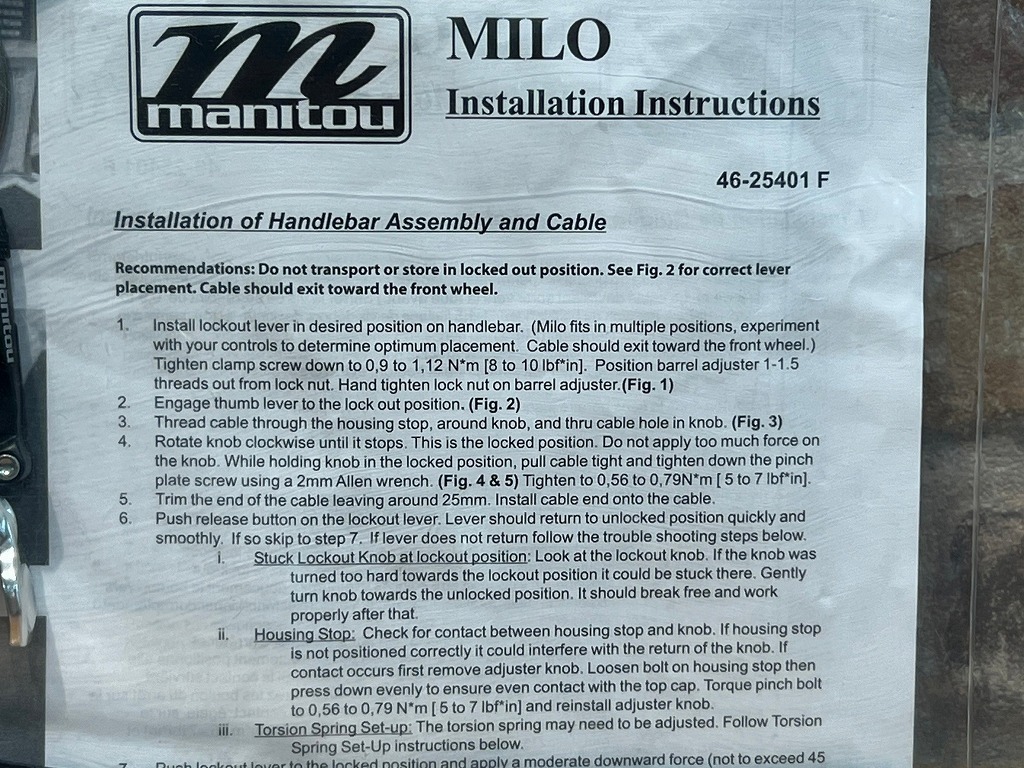 m
manitou
MILO
Installation Instructions
46-25401 F
Installation of Handlebar Assembly and Cable
Recommendations: Do not transport or store in locked out position. See Fig. 2 for correct lever
placement. Cable should exit toward the front wheel.
1. Install lockout lever in desired position on handlebar. (Milo fits in multiple positions, experiment
with your controls to determine optimum placement. Cable should exit toward the front wheel.)
Tighten clamp screw down to 0,9 to 1,12 N*m [8 to 10 lbf*in]. Position barrel adjuster 1-1.5
threads out from lock nut. Hand tighten lock nut on barrel adjuster.(Fig. 1)
2. Engage thumb lever to the lock out position. (Fig. 2)
3. Thread cable through the housing stop, around knob, and thru cable hole in knob. (Fig. 3)
4. Rotate knob clockwise until it stops. This is the locked position. Do not apply too much force on
the knob. While holding knob in the locked position, pull cable tight and tighten down the pinch
plate screw using a 2mm Allen wrench. (Fig. 4 & 5) Tighten to 0,56 to 0,79N*m [ 5 to 7 lbf*in].
5. Trim the end of the cable leaving around 25mm. Install cable end onto the cable.
6. Push release button on the lockout lever. Lever should return to unlocked position quickly and
smoothly. If so skip to step 7. If lever does not return follow the trouble shooting steps below.
i. Stuck Lockout Knob at lockout position: Look at the lockout knob. If the knob was
turned too hard towards the lockout position it could be stuck there. Gently
turn knob towards the unlocked position. It should break free and work
properly after that.
ii. Housing Stop: Check for contact between housing stop and knob. If housing stop
is not positioned correctly it could interfere with the return of the knob. If
contact occurs first remove adjuster knob. Loosen bolt on housing stop then
press down evenly to ensure even contact with the top cap. Torque pinch bolt
to 0,56 to 0,79 N*m [ 5 to 7 lbf*in] and reinstall adjuster knob.
iii. Torsion Spring Set-up: The torsion spring may need to be adjusted. Follow Torsion
Spring Set-Up instructions below.
7. Push lockout lever to the locked position and apply a moderate downward force (not to exceed 45
manitou